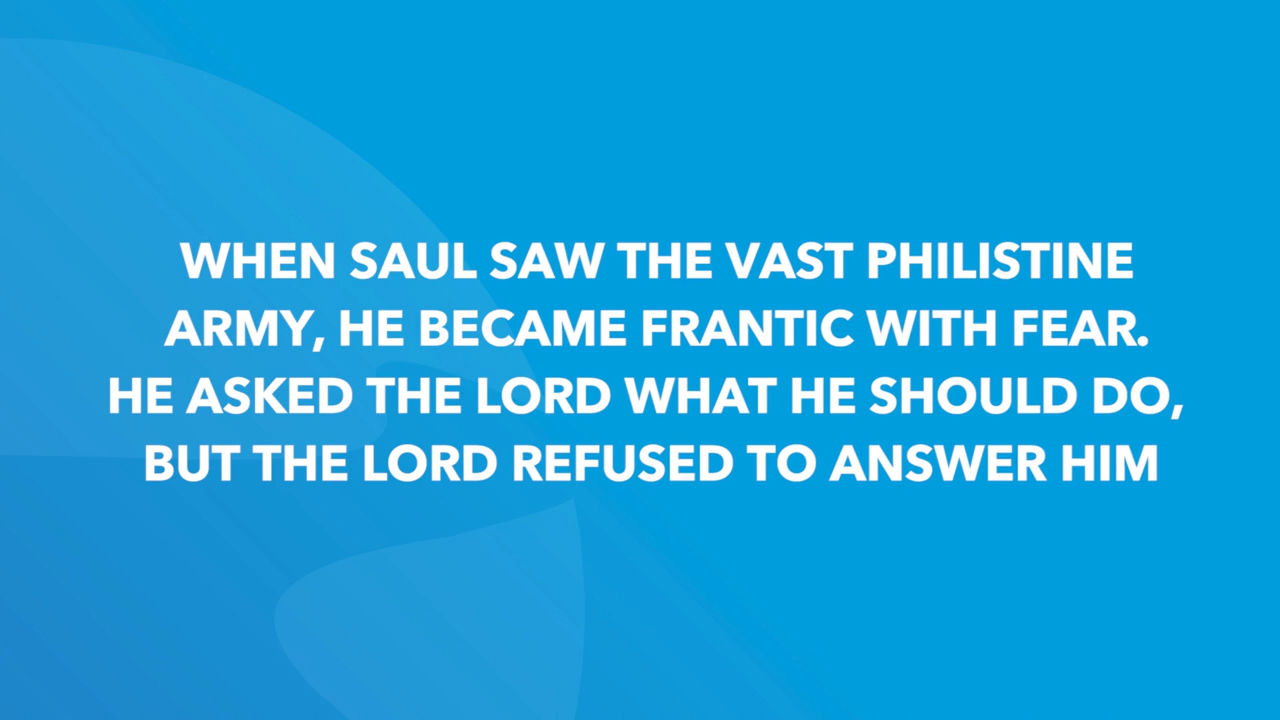 WHEN SAUL SAW THE VAST PHILISTINE
ARMY, HE BECAME FRANTIC WITH FEAR.
HE ASKED THE LORD WHAT HE SHOULD DO,
BUT THE LORD REFUSED TO ANSWER HIM